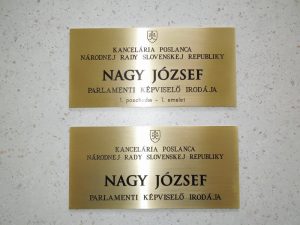 KANCELÁRIA POSLANCA
NÁRODNEJ RADY SLOVENSKEJ REPUBLIKY
NAGY JÓZSEF
PARLAMENTI KÉPVISELŐ IRODÁJA
1. poschodie - 1. emelet
KANCELÁRIA POSLANCA
NÁRODNEJ RADY SLOVENSKEJ REPUBLIKY
NAGY JÓZSEF
PARLAMENTI KÉPVISELŐ IRODÁJA